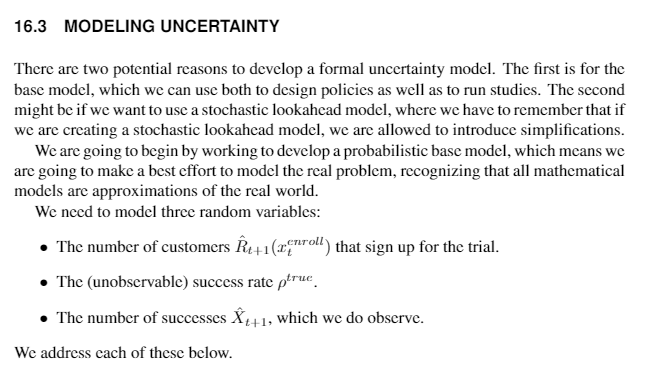 16.3 MODELING UNCERTAINTY
There are two potential reasons to develop a formal uncertainty model. The first is for the
base model, which we can use both to design policies as well as to run studies. The second
might be if we want to use a stochastic lookahead model, where we have to remember that if
we are creating a stochastic lookahead model, we are allowed to introduce simplifications.
We are going to begin by working to develop a probabilistic base model, which means we
are going to make a best effort to model the real problem, recognizing that all mathematical
models are approximations of the real world.
We need to model three random variables:
• The number of customers R̂_{t+1}(x_t^{enroll}) that sign up for the trial.
• The (unobservable) success rate ρ^{true}.
• The number of successes X̂_{t+1}, which we do observe.
We address each of these below.